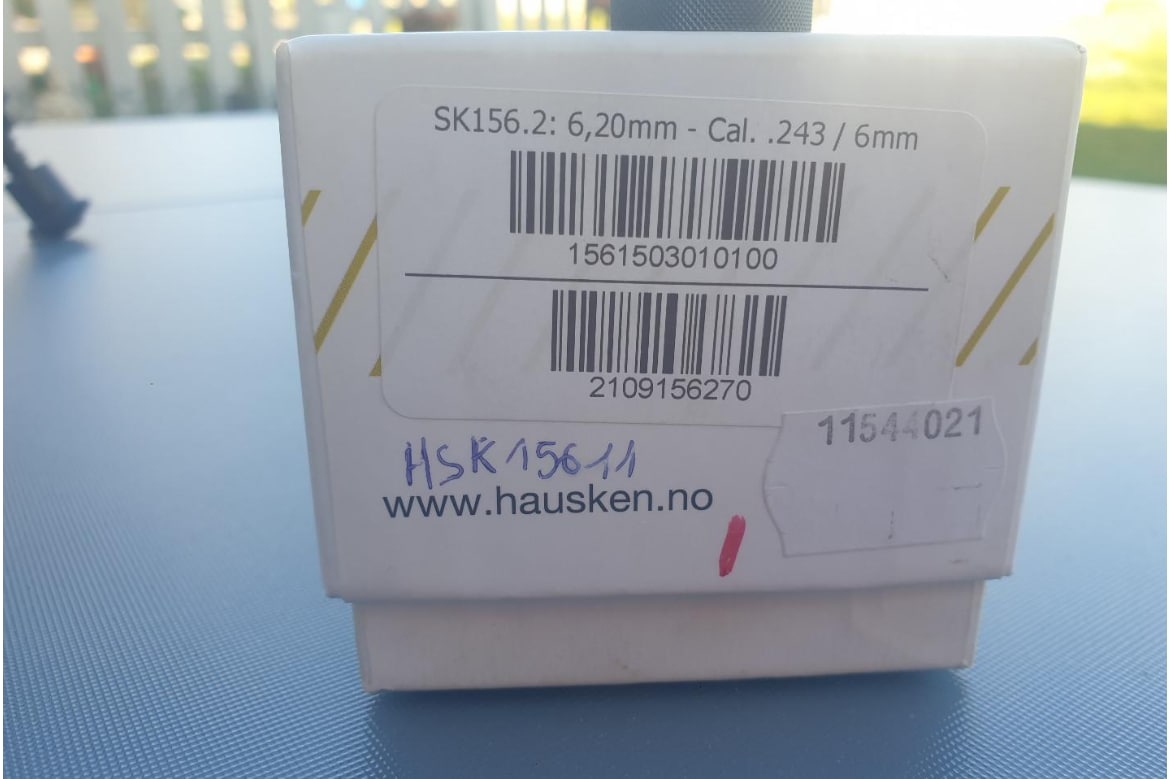 SK156.2: 6,20mm - Cal. .243 / 6mm
1561503010100
2109156270
11544021
HSK15611
www.hausken.no